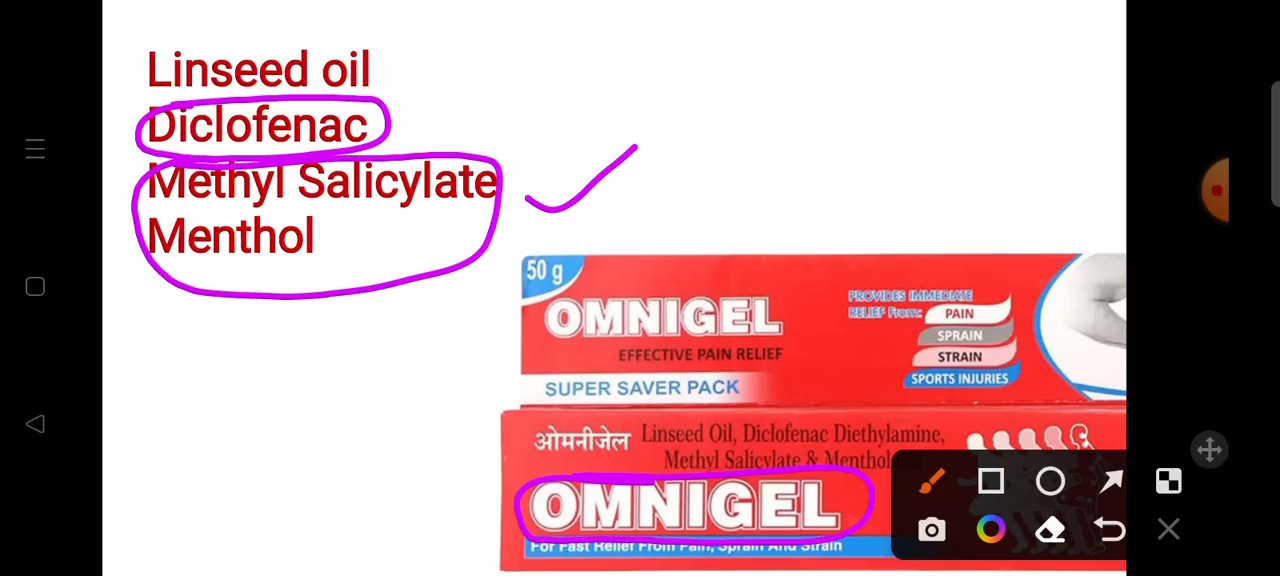 Linseed oil
Diclofenac
Methyl Salicylate
Menthol
50 g
OMNIGEL
EFFECTIVE PAIN RELIEF
SUPER SAVER PACK
PROVIDES IMMEDIATE
RELIEF From:
PAIN
SPRAIN
STRAIN
SPORTS INJURIES
ओमनीजेल
Linseed Oil, Diclofenac Diethylamine,
Methyl Salicylate & Menthol
OMNIGEL
For Fast Relief From Pain, Sprain And Strain